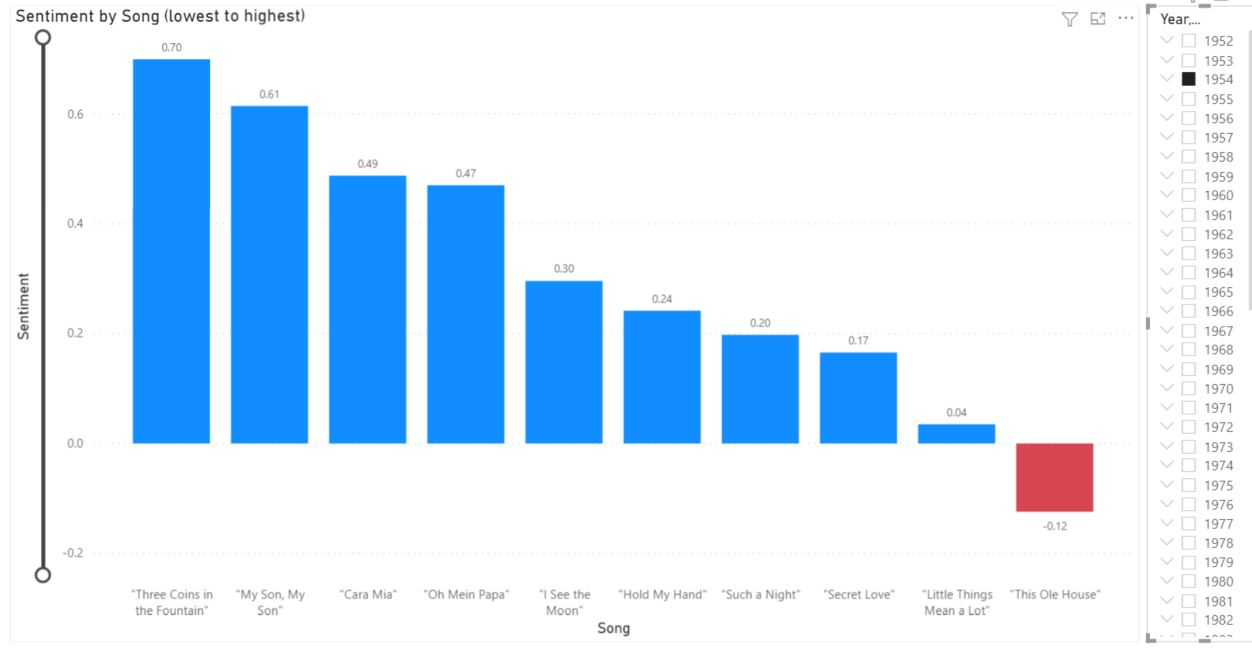 Sentiment by Song (lowest to highest)
Sentiment
0.6
0.4
0.2
0.0
-0.2
0.70
0.61
0.49
0.47
0.30
0.24
0.20
0.17
0.04
-0.12
"Three Coins in
the Fountain"
"My Son, My
Son"
"Cara Mia"
"Oh Mein Papa"
"I See the
Moon"
"Hold My Hand"
"Such a Night"
"Secret Love"
"Little Things
Mean a Lot"
"This Ole House"
Song
Year,...
1952
1953
1954
1955
1956
1957
1958
1959
1960
1961
1962
1963
1964
1965
1966
1967
1968
1969
1970
1971
1972
1973
1974
1975
1976
1977
1978
1979
1980
1981
1982